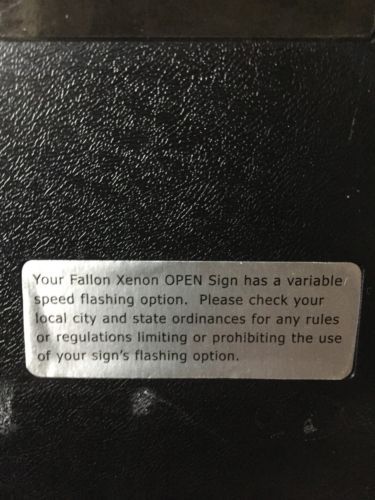 Your Fallon Xenon OPEN Sign has a variable
speed flashing option. Please check your
local city and state ordinances for any rules
or regulations limiting or prohibiting the use
of your sign's flashing option.